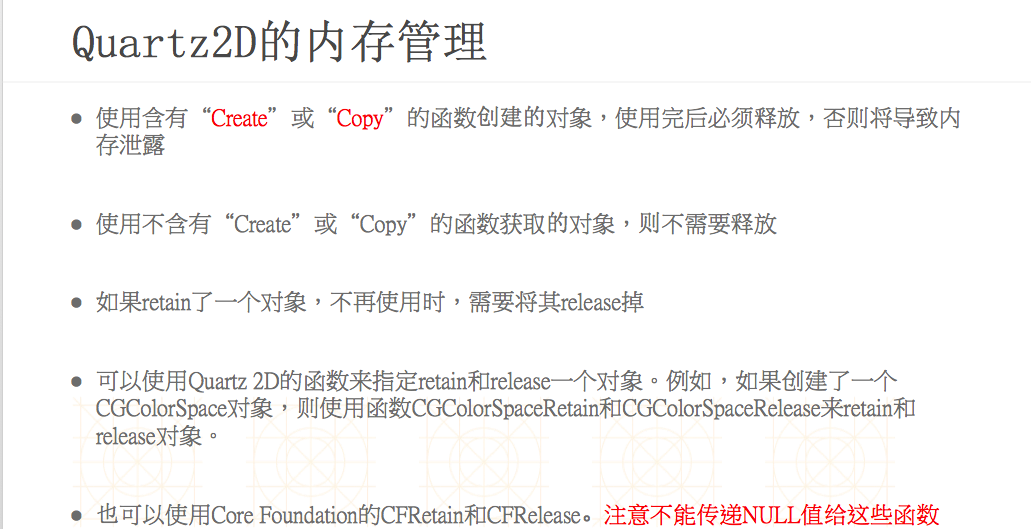 Quartz2D的内存管理
● 使用含有“Create”或“Copy”的函数创建的对象，使用完后必须释放，否则将导致内
存泄露
● 使用不含有“Create”或“Copy”的函数获取的对象，则不需要释放
● 如果retain了一个对象，不再使用时，需要将其release掉
● 可以使用Quartz 2D的函数来指定retain和release一个对象。例如，如果创建了一个
CGColorSpace对象，则使用函数CGColorSpaceRetain和CGColorSpaceRelease来retain和
release对象。
● 也可以使用Core Foundation的CFRetain和CFRelease。注意不能传递NULL值给这些函数